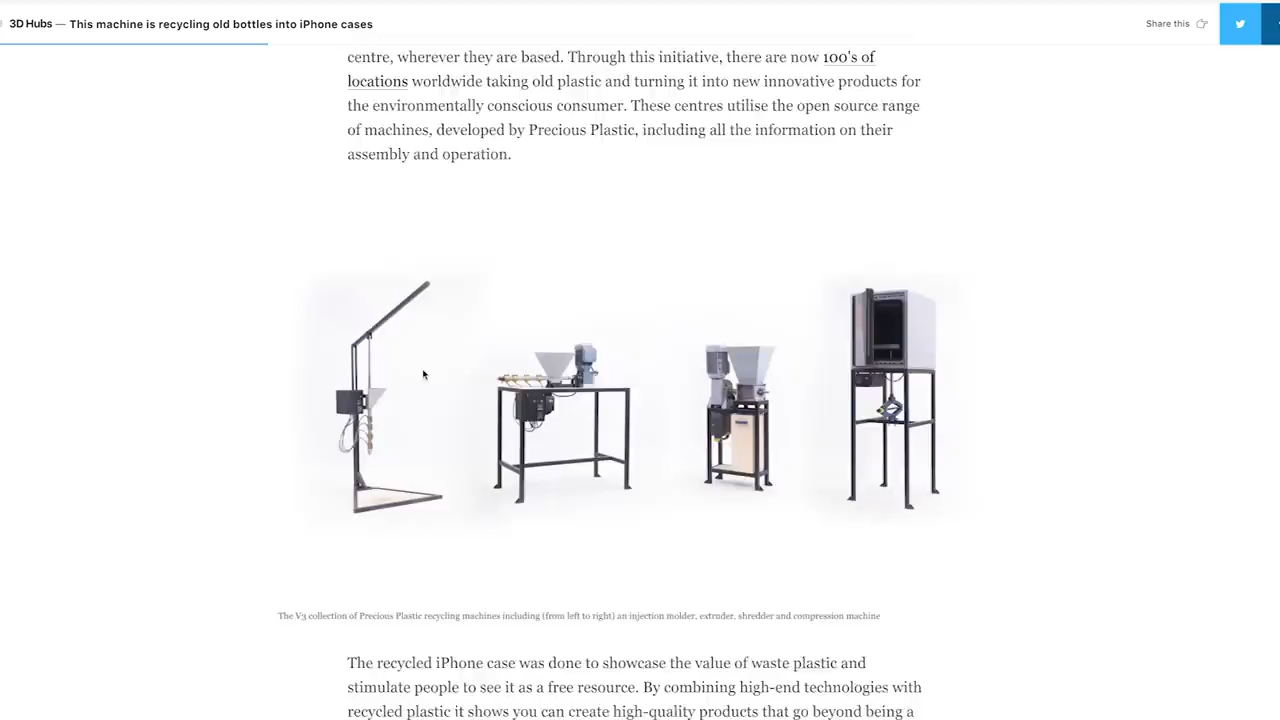 3D Hubs — This machine is recycling old bottles into iPhone cases
Share this
centre, wherever they are based. Through this initiative, there are now 100's of
locations worldwide taking old plastic and turning it into new innovative products for
the environmentally conscious consumer. These centres utilise the open source range
of machines, developed by Precious Plastic, including all the information on their
assembly and operation.
The V3 collection of Precious Plastic recycling machines including (from left to right) an injection molder, extruder, shredder and compression machine
The recycled iPhone case was done to showcase the value of waste plastic and
stimulate people to see it as a free resource. By combining high-end technologies with
recycled plastic it shows you can create high-quality products that go beyond being a